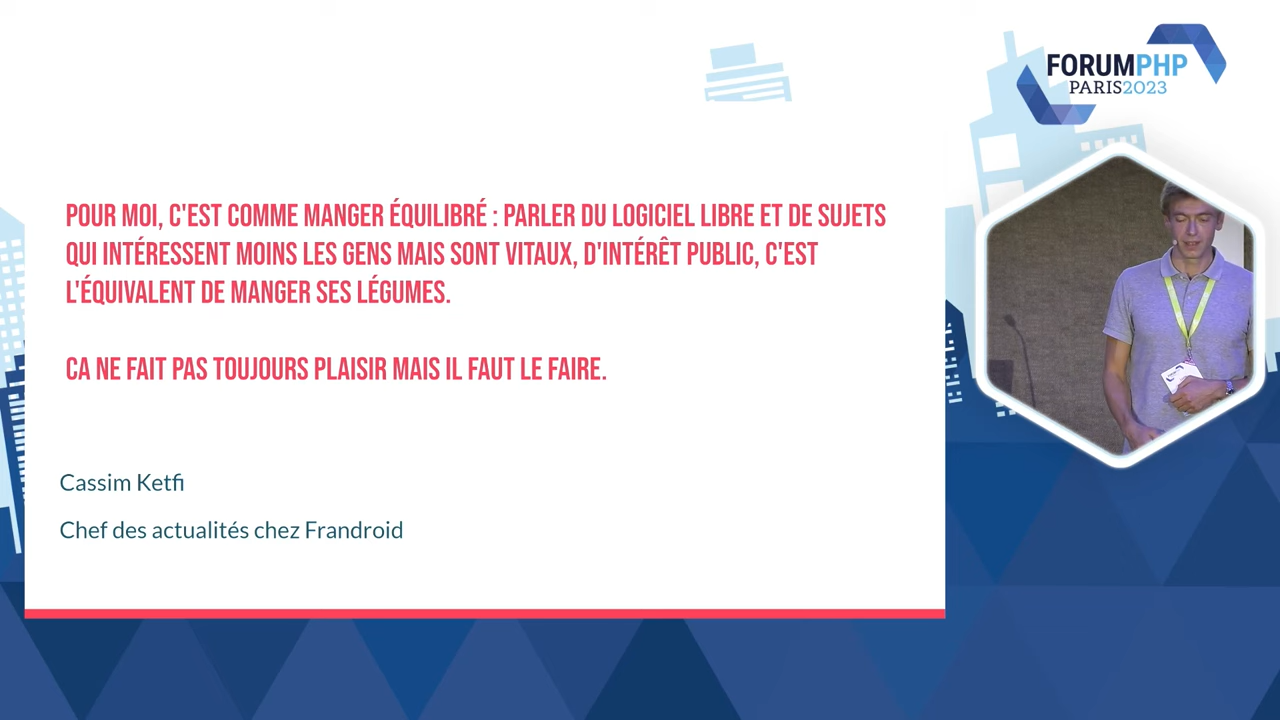 FORUMPHP
PARIS2023
POUR MOI, C'EST COMME MANGER ÉQUILIBRÉ : PARLER DU LOGICIEL LIBRE ET DE SUJETS
QUI INTÉRESSENT MOINS LES GENS MAIS SONT VITAUX, D'INTÉRÊT PUBLIC, C'EST
L'ÉQUIVALENT DE MANGER SES LÉGUMES.
CA NE FAIT PAS TOUJOURS PLAISIR MAIS IL FAUT LE FAIRE.
Cassim Ketfi
Chef des actualités chez Frandroid